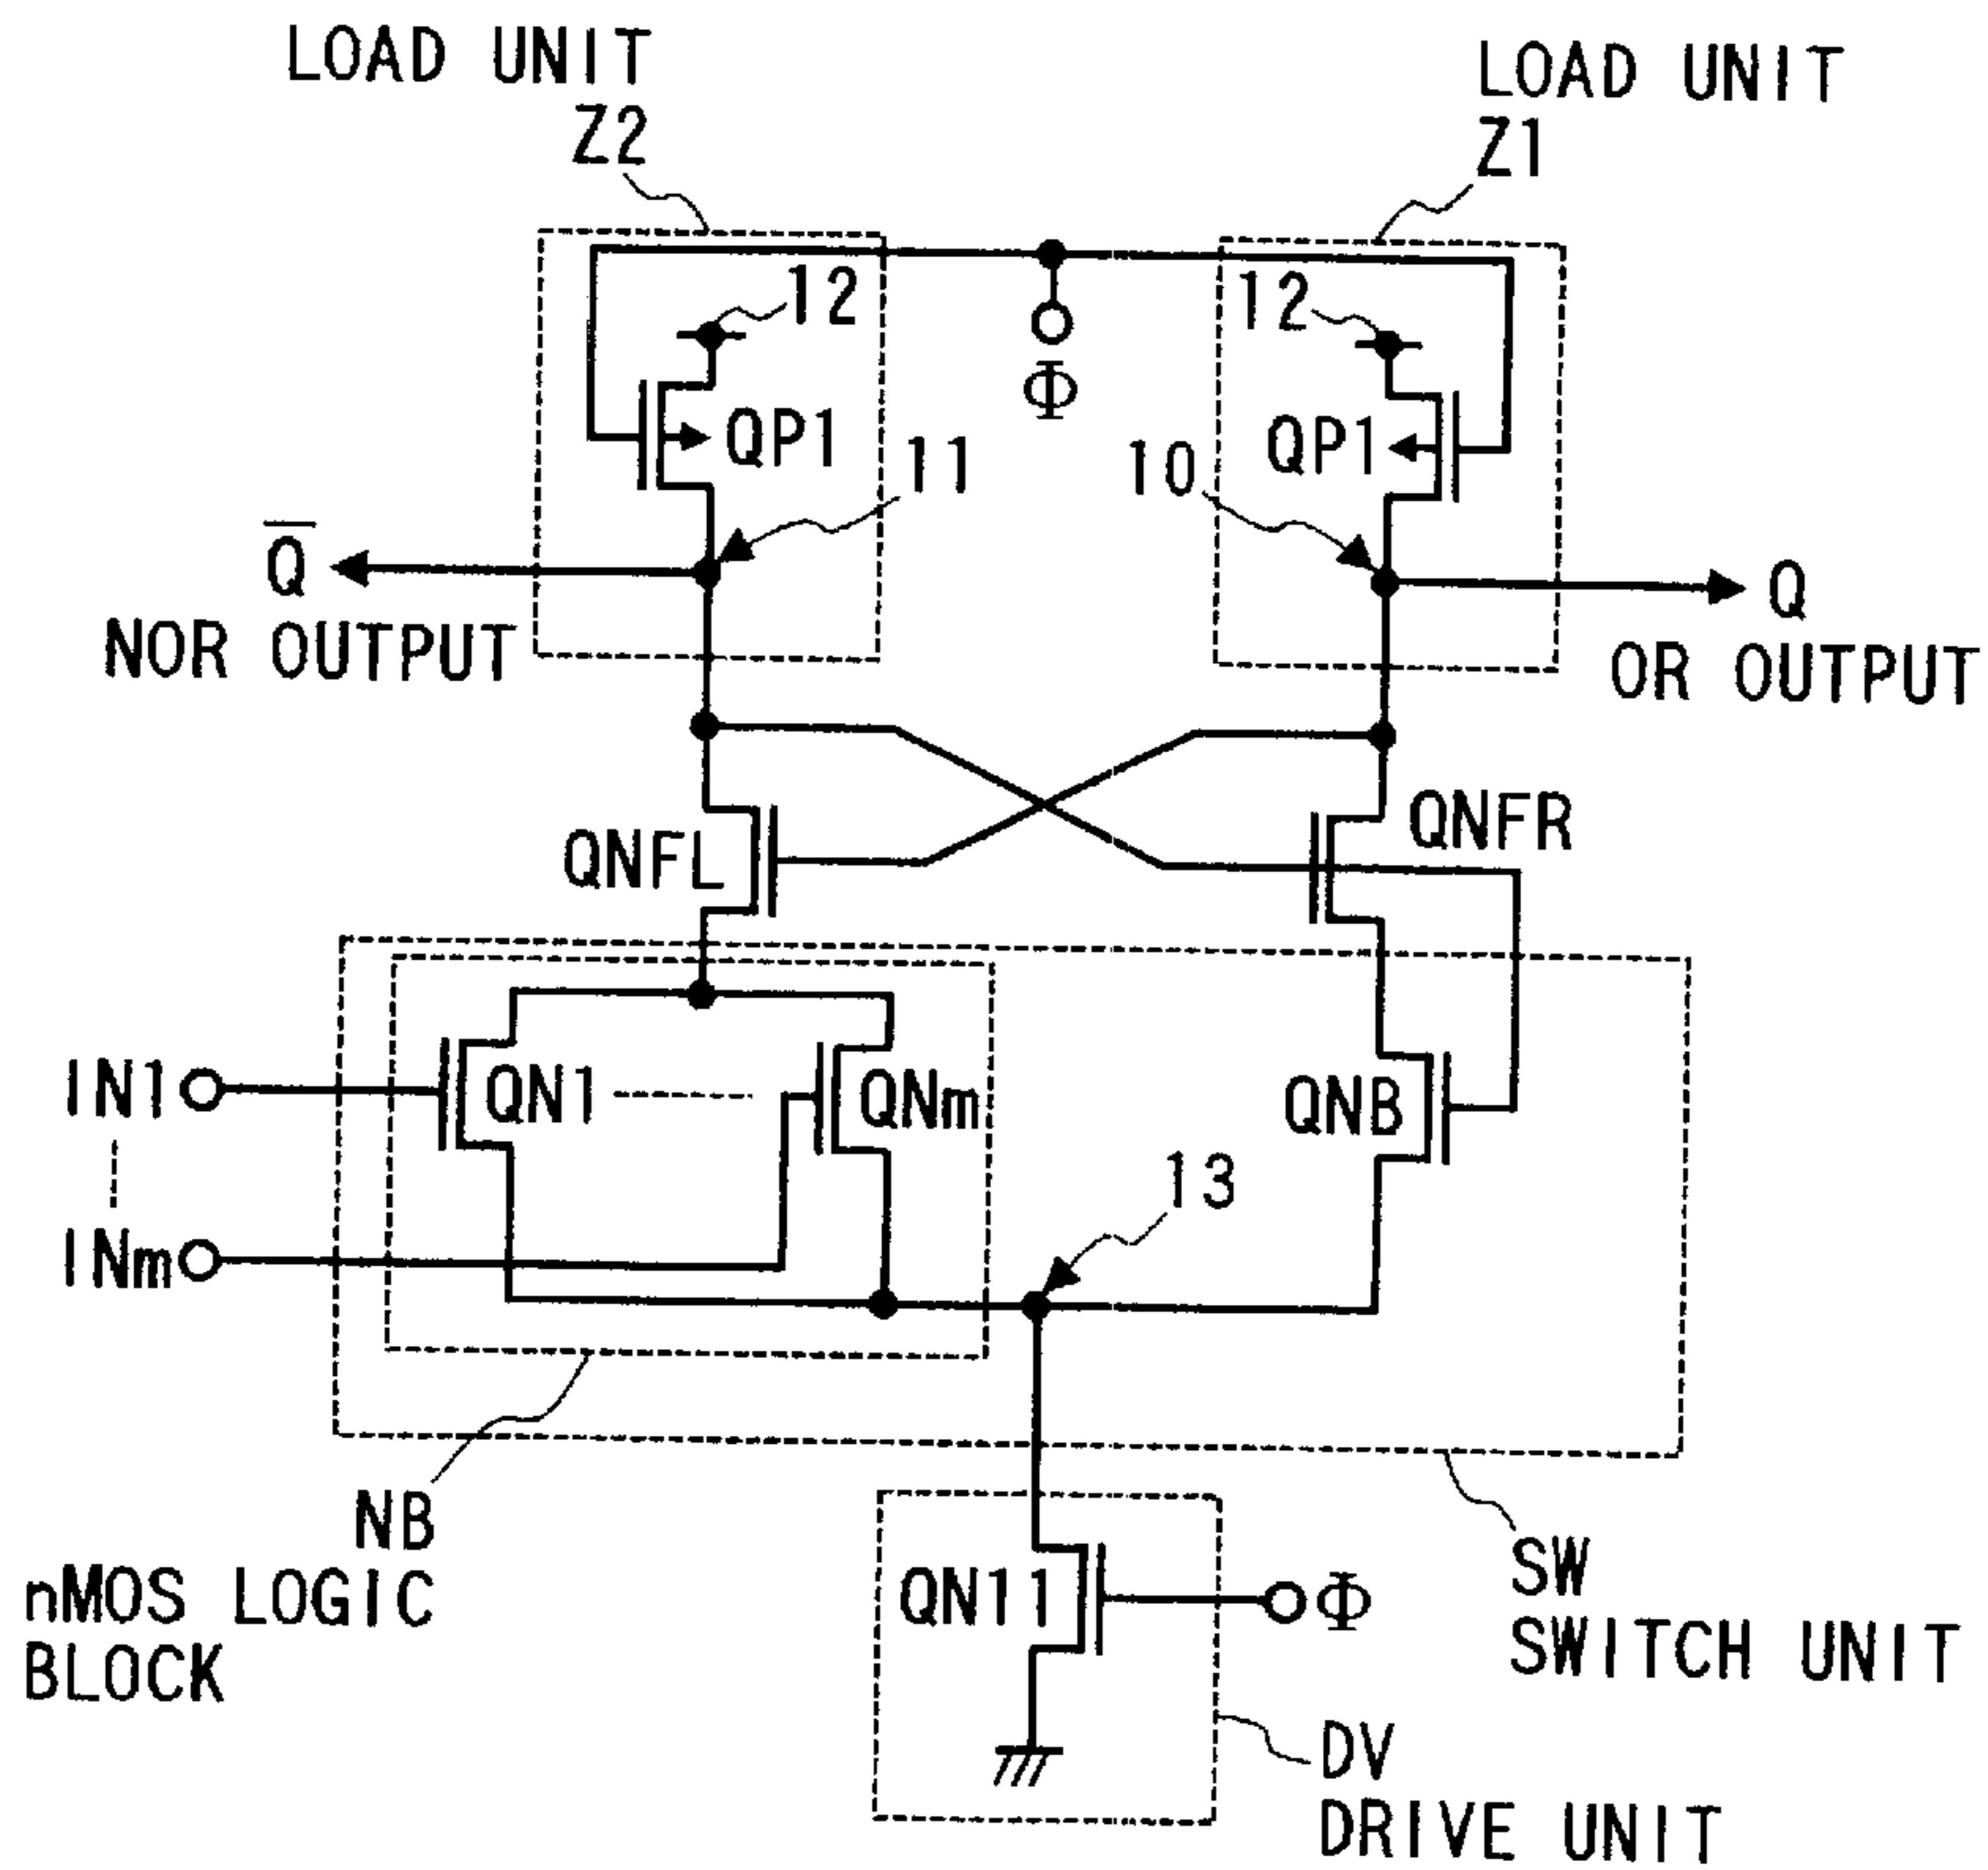 LOAD UNIT
Z2
LOAD UNIT
Z1
12
12
Φ
QP1
QP1
11
10
Q̅
NOR OUTPUT
Q
OR OUTPUT
QNFL
QNFR
IN1
QN1
QNm
QNB
INm
13
NB
nMOS LOGIC
BLOCK
QN11
Φ
SW
SWITCH UNIT
DV
DRIVE UNIT